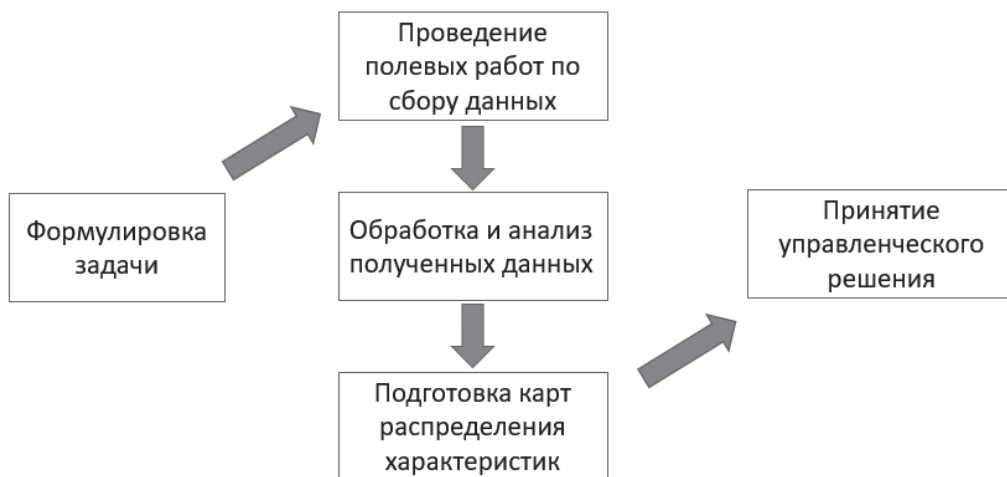 Проведение
полевых работ по
сбору данных
Формулировка
задачи
Обработка и анализ
полученных данных
Принятие
управленческого
решения
Подготовка карт
распределения
характеристик